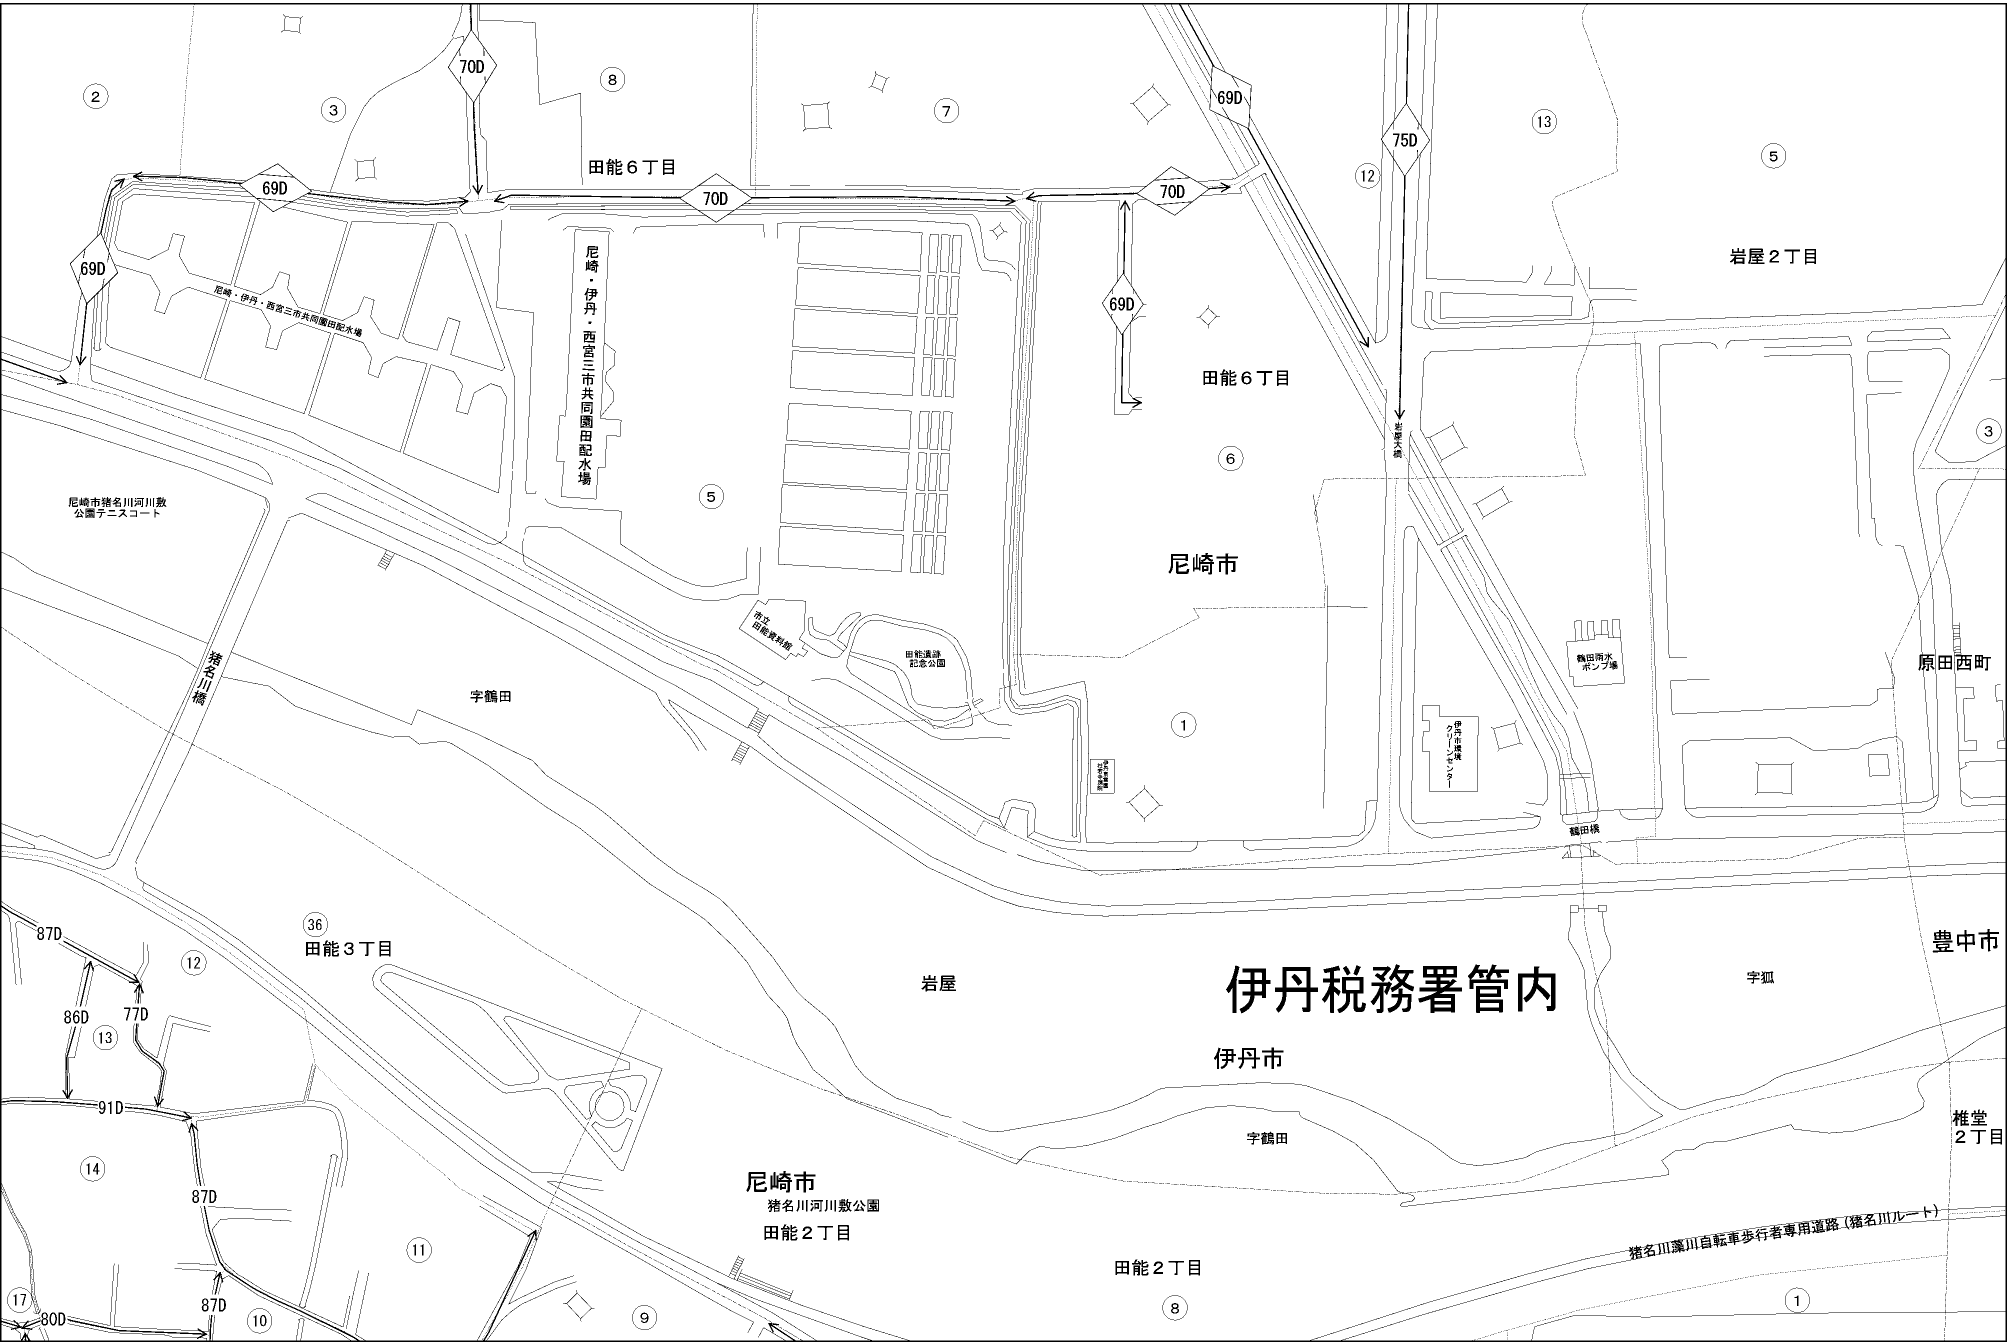 70D
8
69D
2
3
7
75D
13
5
田能６丁目
12
69D
70D
70D
岩屋２丁目
69D
尼崎・伊丹・西宮三市共同園田配水場
尼崎・伊丹・西宮三市共同園田配水場
69D
田能６丁目
3
岩屋大橋
6
5
尼崎市猪名川河川敷
公園テニスコート
尼崎市
市立
田能資料館
田能遺跡
記念公園
鶴田雨水
ポンプ場
原田西町
猪名川橋
字鶴田
1
伊丹市環境
クリーンセンター
鶴田橋
36
田能３丁目
87D
12
豊中市
岩屋
伊丹税務署管内
字狐
86D
77D
13
伊丹市
91D
椎堂
２丁目
字鶴田
14
87D
尼崎市
猪名川河川敷公園
田能２丁目
猪名川藻川自転車歩行者専用道路（猪名川ルート）
11
田能２丁目
17
87D
80D
10
9
8
1